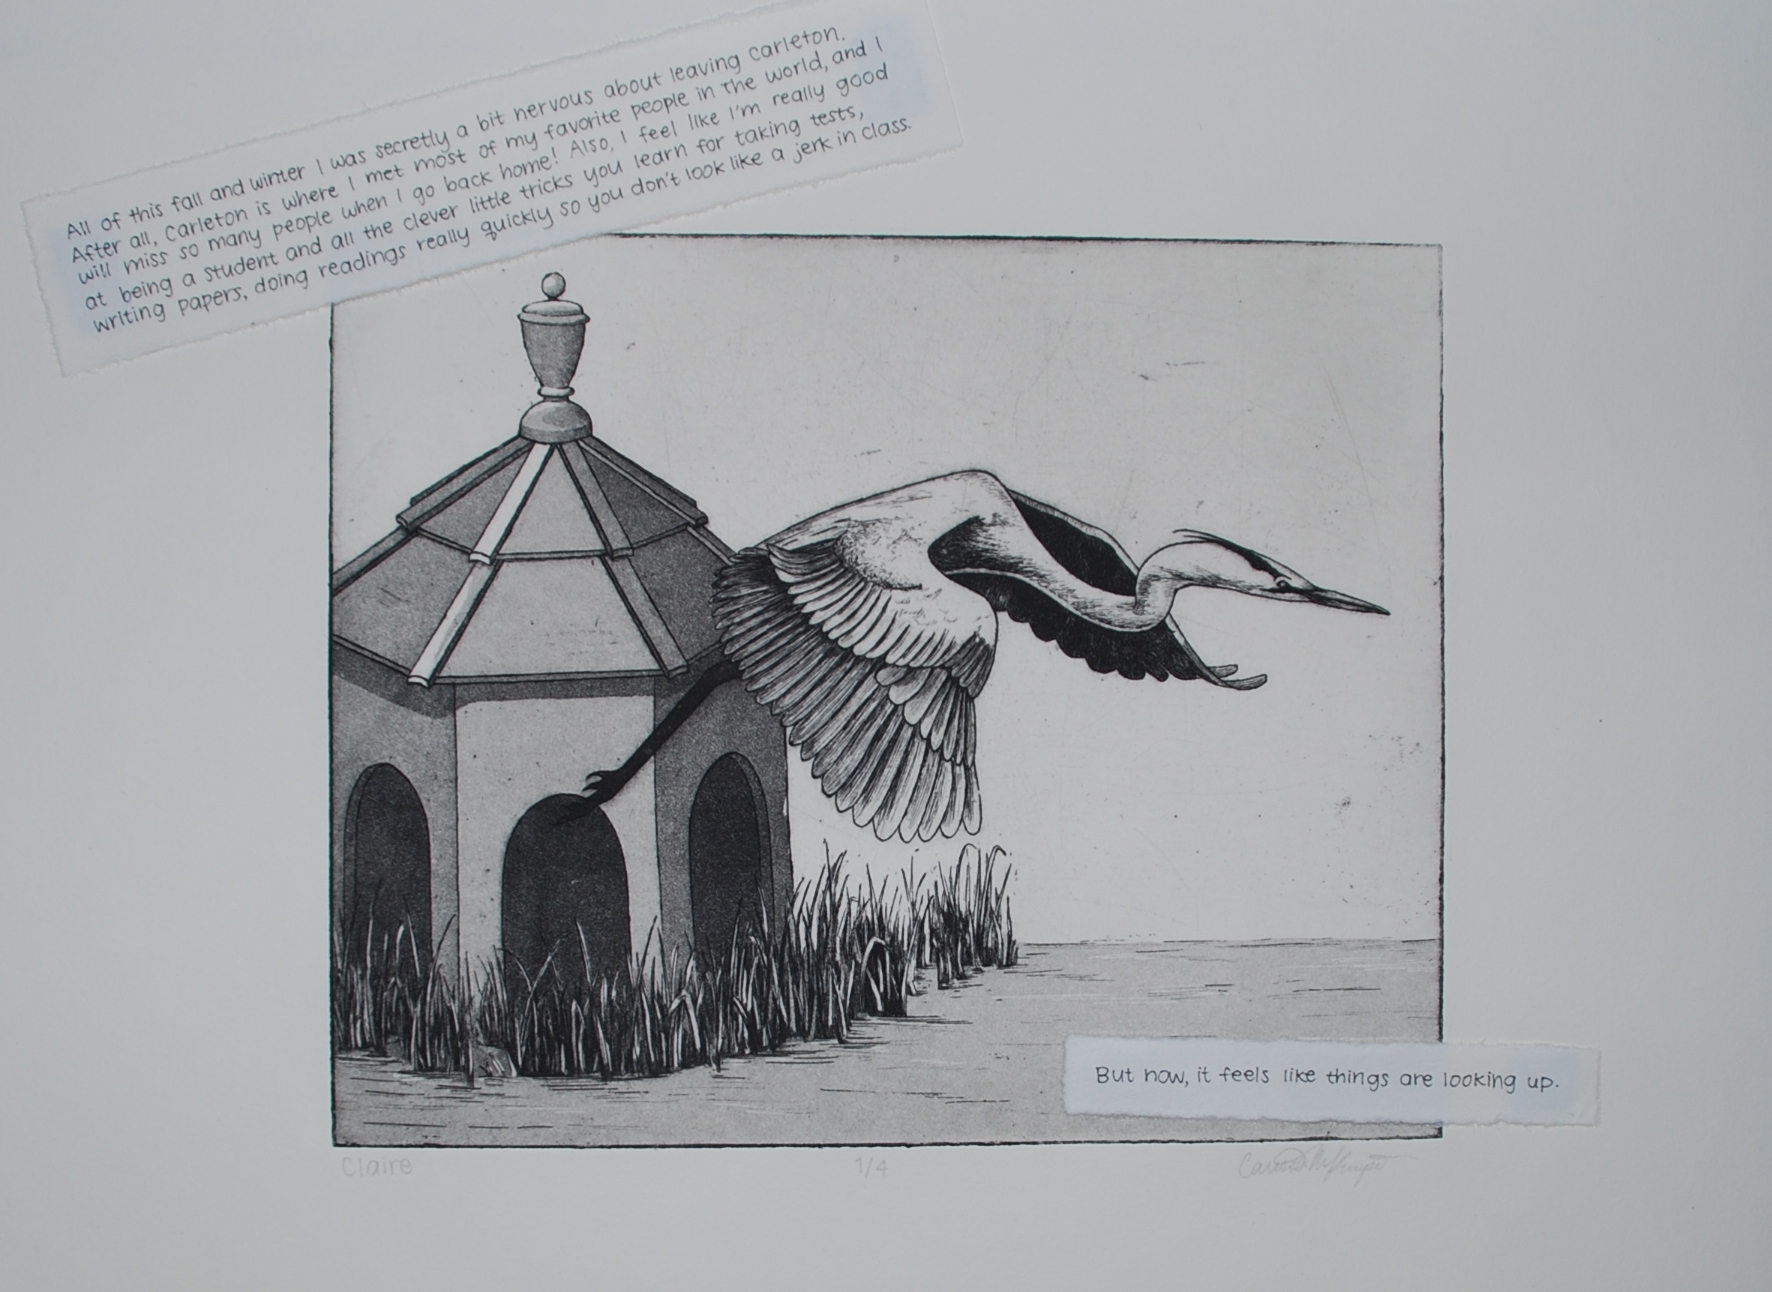 All of this fall and winter I was secretly a bit nervous about leaving Carleton.
After all, Carleton is where I met most of my favorite people in the world, and I
will miss so many people when I go back home! Also, I feel like I'm really good
at being a student and all the clever little tricks you learn for taking tests,
writing papers, doing readings really quickly so you don't look like a jerk in class.
But now, it feels like things are looking up.
Claire
1/4